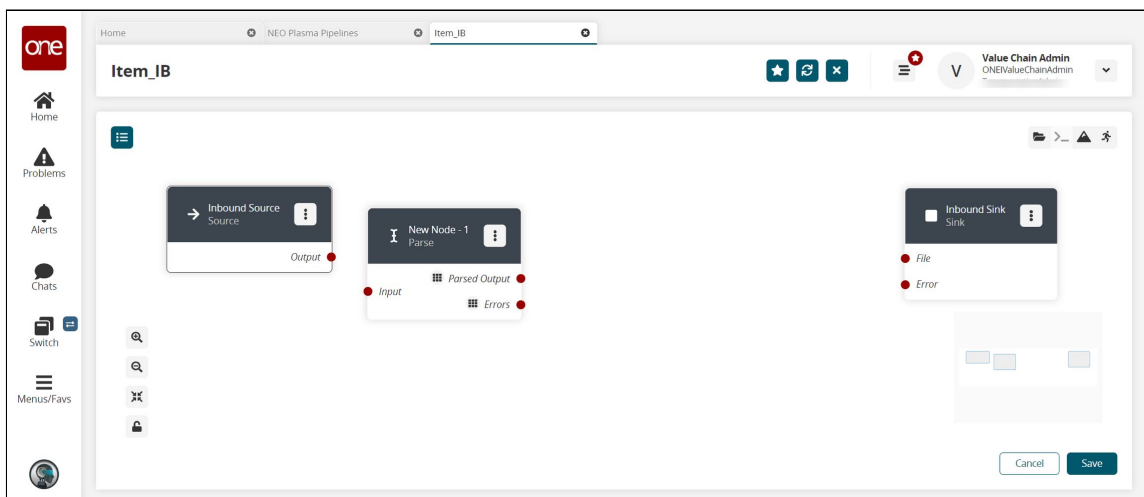 one
Home
NEO Plasma Pipelines
Item_IB
Item_IB
V
Value Chain Admin
ONEIValueChainAdmin
Home
Problems
Alerts
Chats
Switch
Menus/Favs
Inbound Source
Source
Output
New Node - 1
Parse
Parsed Output
Input
Errors
Inbound Sink
Sink
File
Error
Cancel
Save